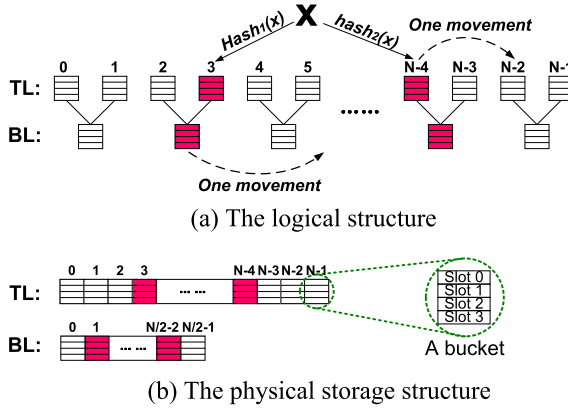 X
Hash₁(x) hash₂(x) One movement
0 1 2 3 4 5 N-4 N-3 N-2 N-1
TL:
......
BL:
One movement
(a) The logical structure
0 1 2 3 N-4 N-3 N-2 N-1
TL: ... ...
Slot 0
Slot 1
Slot 2
Slot 3
0 1 N/2-2 N/2-1
A bucket
BL: ... ...
(b) The physical storage structure